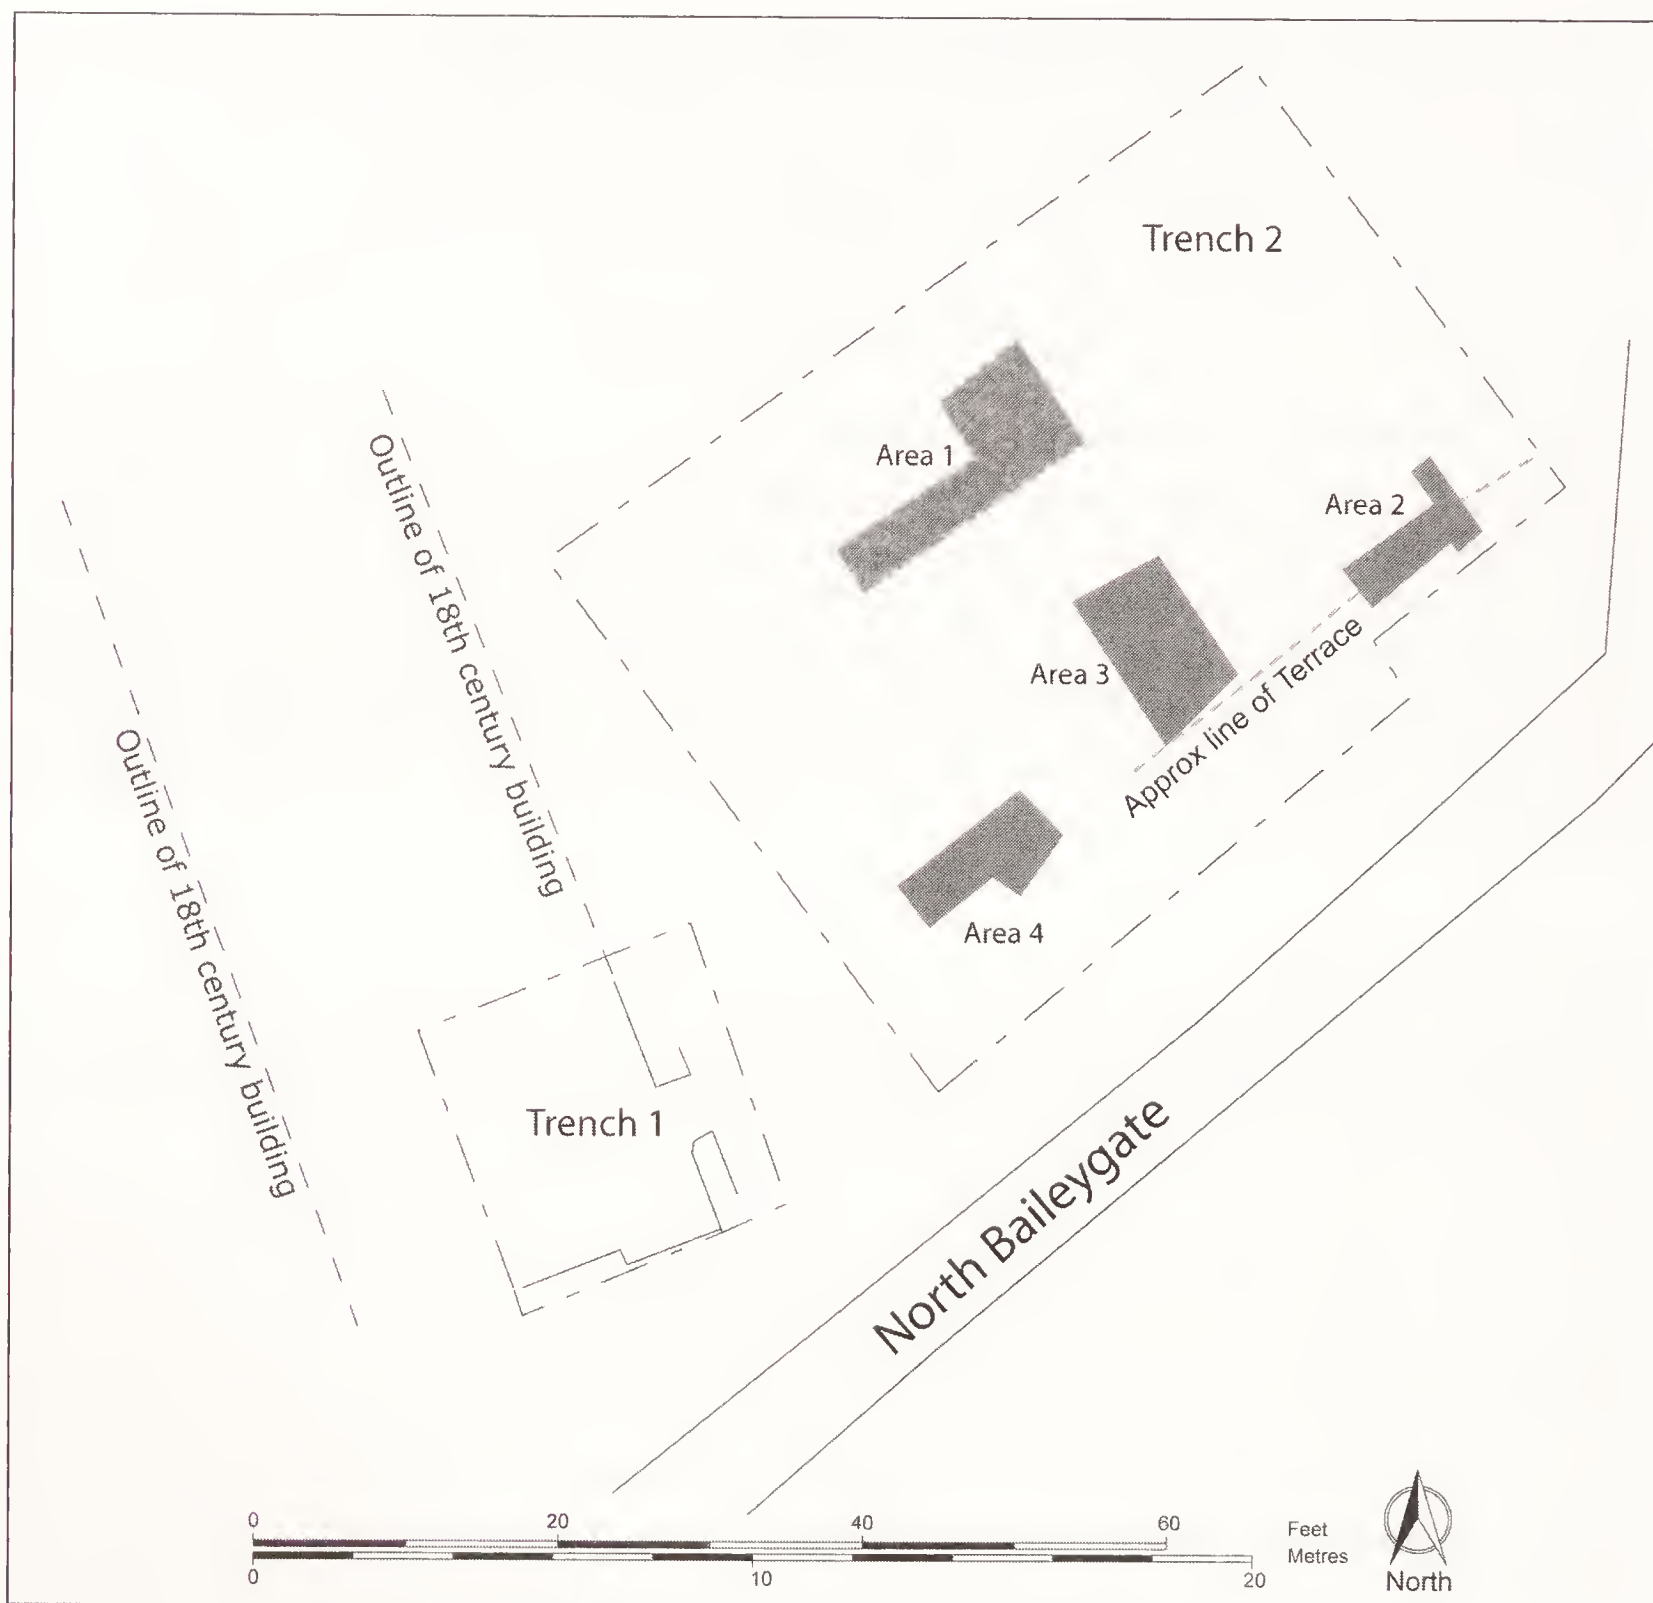 Trench 2
Area 1
Area 2
Outline of 18th century building
Area 3
Approx line of Terrace
Outline of 18th century building
Area 4
Trench 1
North Baileygate
0 20 40 60 Feet
Metres
0 10 20
North